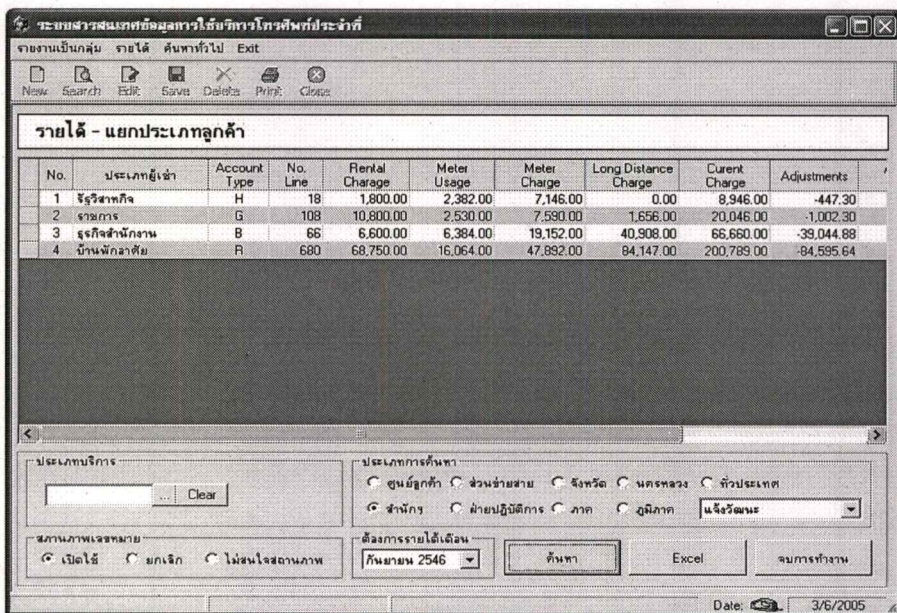 ระบบสารสนเทศข้อมูลการใช้บริการโทรศัพท์ประจำที่
รายงานเป็นกลุ่ม รายได้ ค้นหาทั่วไป Exit
New Search Edit Save Delete Print Close
รายได้ - แยกประเภทลูกค้า
No. ประเภทผู้เช่า Account Type No. Line Rental Charage Meter Usage Meter Charge Long Distance Charge Curent Charge Adjustments
1 รัฐวิสาหกิจ H 18 1,800.00 2,382.00 7,146.00 0.00 8,946.00 -447.30
2 ราชการ G 108 10,800.00 2,530.00 7,590.00 1,656.00 20,046.00 -1,002.30
3 ธุรกิจสำนักงาน B 66 6,600.00 6,384.00 19,152.00 40,908.00 66,660.00 -39,044.88
4 บ้านพักอาศัย R 680 68,750.00 16,064.00 47,892.00 84,147.00 200,789.00 -84,595.64
ประเภทบริการ
... Clear
ประเภทการค้นหา
ศูนย์ลูกค้า ส่วนข่ายสาย จังหวัด นครหลวง ทั่วประเทศ
สำนักฯ ฝ่ายปฏิบัติการ ภาค ภูมิภาค แจ้งวัฒนะ
สภานภาพเลขหมาย
เปิดใช้ ยกเลิก ไม่สนใจสถานภาพ
ต้องการรายได้เดือน
กันยายน 2546
ค้นหา Excel จบการทำงาน
Date: 3/6/2005